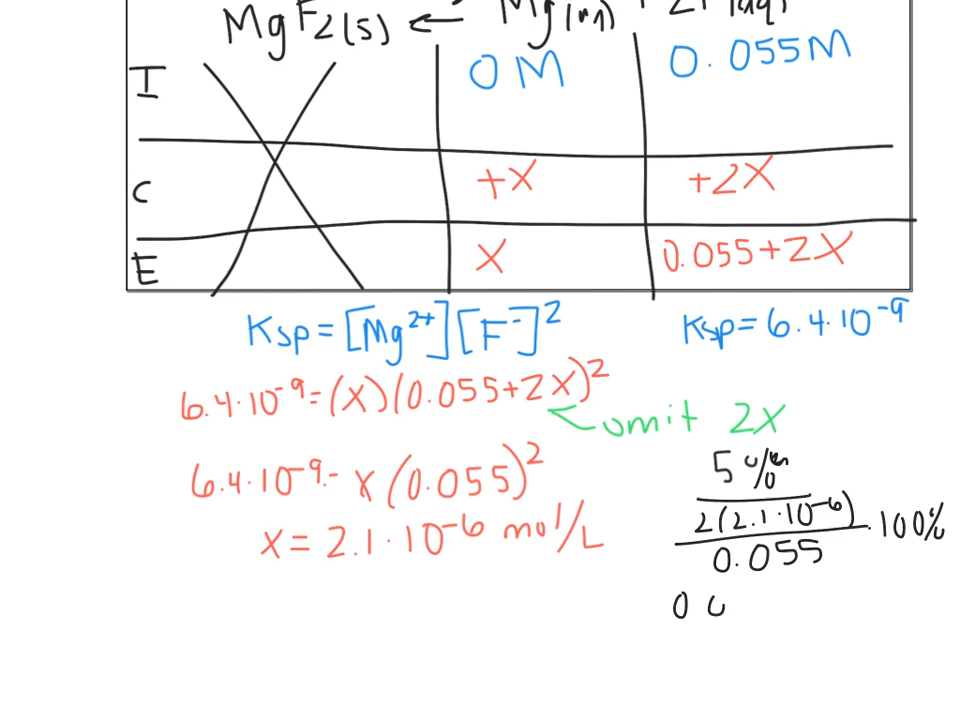 MgF2(s) ← Mg
I 0 M 0.055M
C +X +2X
E X 0.055+2X
Ksp=[Mg²⁺][F⁻]² Ksp=6.4·10⁻⁹
6.4·10⁻⁹=(X)(0.055+2X)²
omit 2X
6.4·10⁻⁹= X(0.055)²
5%
X=2.1·10⁻⁶ mol/L
2(2.1·10⁻⁶) ·100%
0.055
0